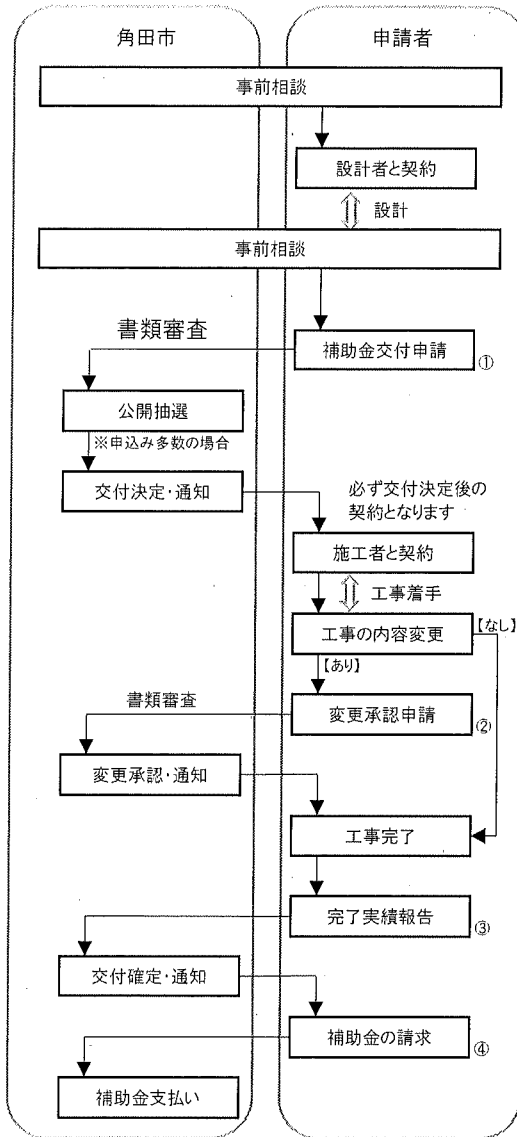 角田市
申請者
事前相談
設計者と契約
設計
事前相談
書類審査
補助金交付申請
①
公開抽選
※申込み多数の場合
交付決定・通知
必ず交付決定後の
契約となります
施工者と契約
工事着手
工事の内容変更
【なし】
【あり】
書類審査
変更承認申請
②
変更承認・通知
工事完了
完了実績報告
③
交付確定・通知
補助金の請求
④
補助金支払い